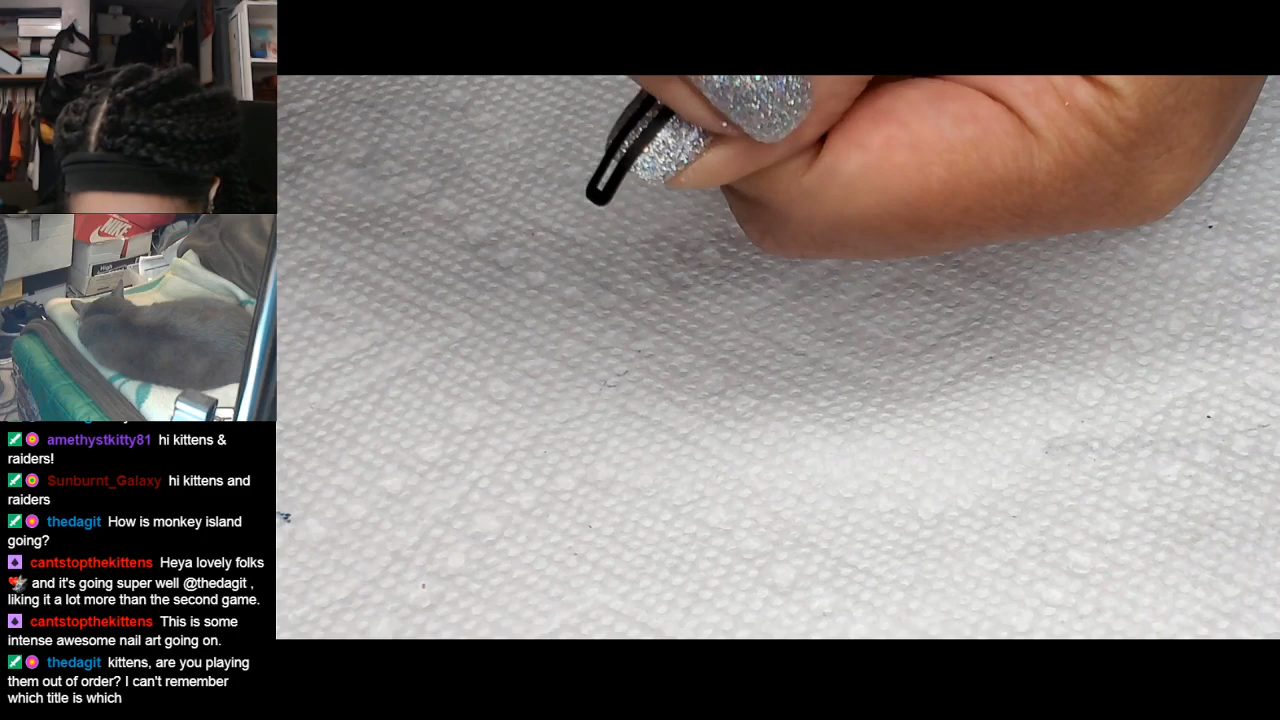 NIKE
amethystkitty81 hi kittens &
raiders!
Sunburnt_Galaxy hi kittens and
raiders
thedagit How is monkey island
going?
cantstopthekittens Heya lovely folks
and it's going super well @thedagit ,
liking it a lot more than the second game.
cantstopthekittens This is some
intense awesome nail art going on.
thedagit kittens, are you playing
them out of order? I can't remember
which title is which